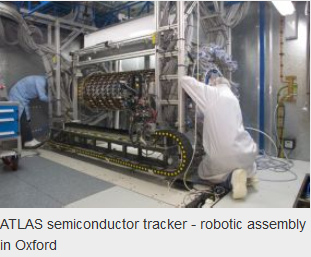 ATLAS semiconductor tracker - robotic assembly
in Oxford